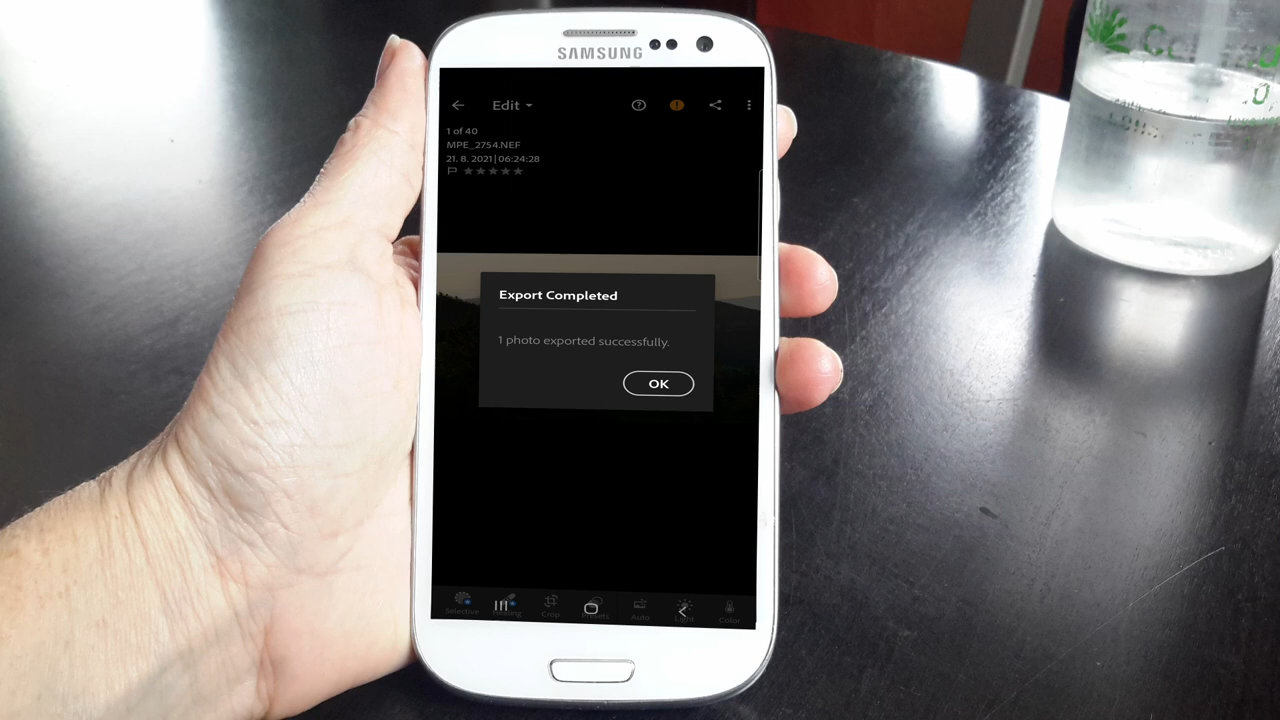 SAMSUNG
Edit
1 of 40
MPE_2754.NEF
21. 8. 2021 | 06:24:28
Export Completed
1 photo exported successfully.
OK
Selective
Healing
Crop
Presets
Auto
Light
Color